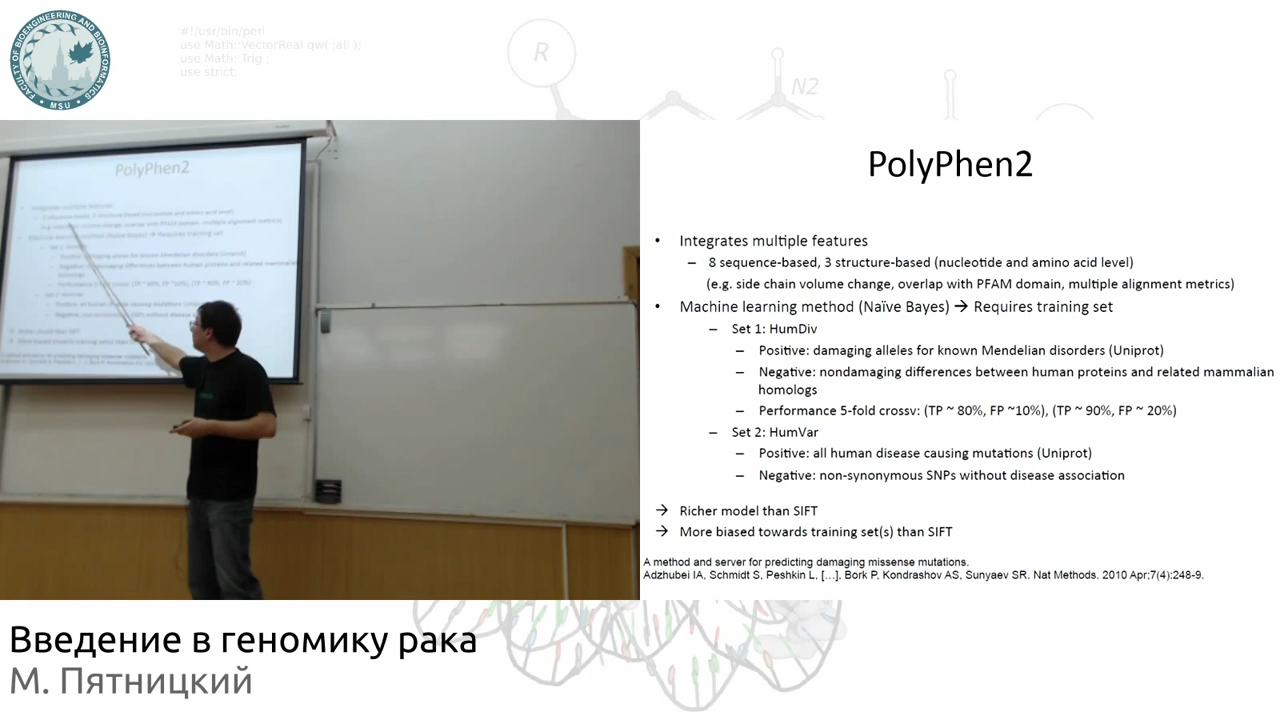 FACULTY OF BIOENGINEERING AND BIOINFORMATICS
• MSU •
#!/usr/bin/perl
use Math::VectorReal qw( :all );
use Math::Trig ;
use strict;
R
N2
PolyPhen2
Integrates multiple features
PolyPhen2
• Integrates multiple features
– 8 sequence-based, 3 structure-based (nucleotide and amino acid level)
(e.g. side chain volume change, overlap with PFAM domain, multiple alignment metrics)
• Machine learning method (Naïve Bayes) → Requires training set
– Set 1: HumDiv
– Positive: damaging alleles for known Mendelian disorders (Uniprot)
– Negative: nondamaging differences between human proteins and related mammalian
homologs
– Performance 5-fold crossv: (TP ~ 80%, FP ~10%), (TP ~ 90%, FP ~ 20%)
– Set 2: HumVar
– Positive: all human disease causing mutations (Uniprot)
– Negative: non-synonymous SNPs without disease association
→ Richer model than SIFT
→ More biased towards training set(s) than SIFT
A method and server for predicting damaging missense mutations.
Adzhubei IA, Schmidt S, Peshkin L, […], Bork P, Kondrashov AS, Sunyaev SR. Nat Methods. 2010 Apr;7(4):248-9.
Введение в геномику рака
М. Пятницкий